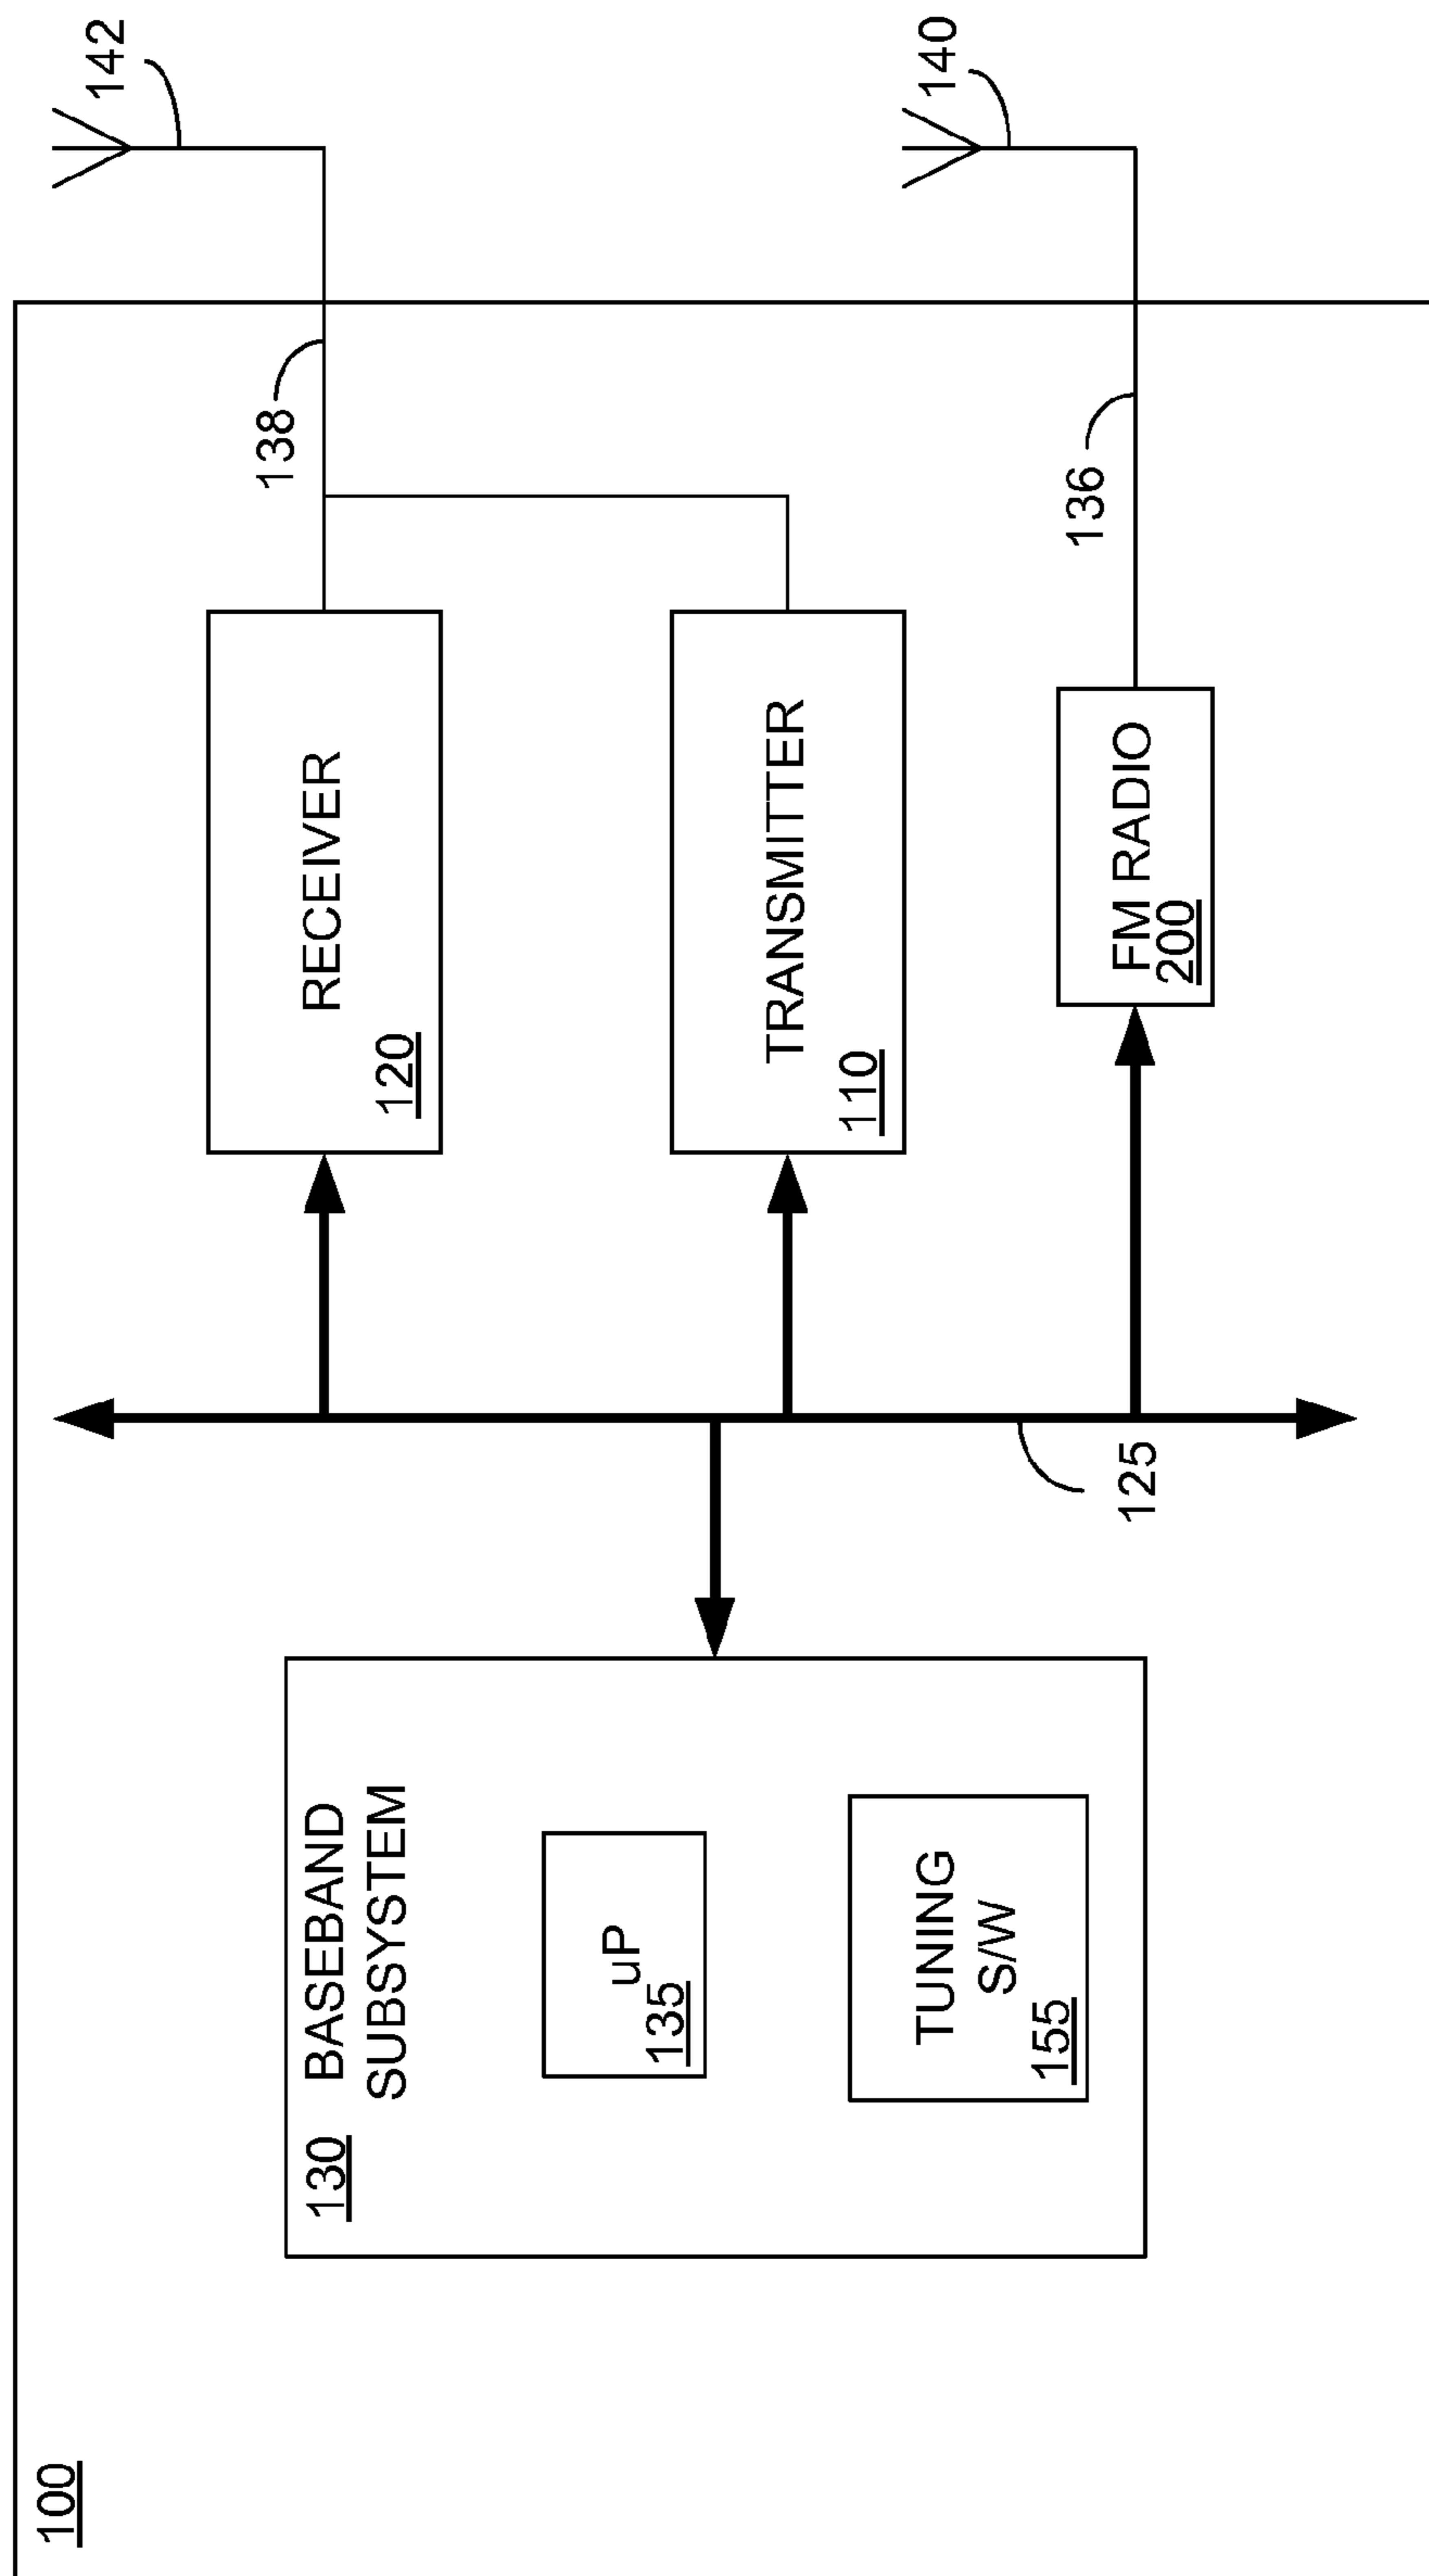 100
130 BASEBAND
SUBSYSTEM
uP
135
TUNING
S/W
155
125
RECEIVER
120
TRANSMITTER
110
FM RADIO
200
138
136
142
140